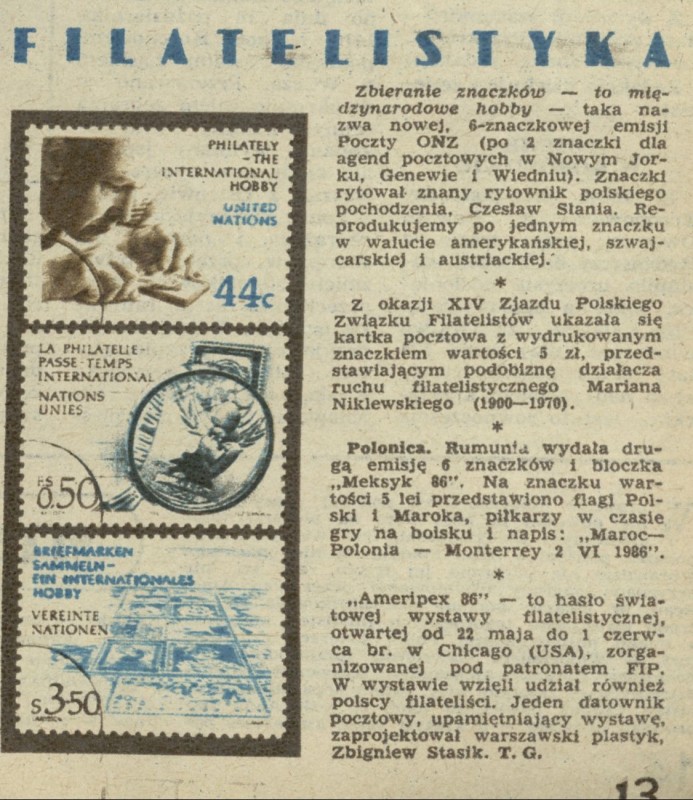 FILATELISTYKA
PHILATELY
-THE
INTERNATIONAL
HOBBY
UNITED
NATIONS
44c
LA PHILATELIE-
PASSE-TEMPS
INTERNATIONAL
NATIONS
UNIES
F.S
0.50
BRIEFMARKEN
SAMMELN-
EIN INTERNATIONALES
HOBBY
VEREINTE
NATIONEN
S 3·50
Zbieranie znaczków — to mię-
dzynarodowe hobby — taka na-
zwa nowej, 6-znaczkowej emisji
Poczty ONZ (po 2 znaczki dla
agend pocztowych w Nowym Jor-
ku, Genewie i Wiedniu). Znaczki
rytował znany rytownik polskiego
pochodzenia, Czesław Słania. Re-
produkujemy po jednym znaczku
w walucie amerykańskiej, szwaj-
carskiej i austriackiej.
*
Z okazji XIV Zjazdu Polskiego
Związku Filatelistów ukazała się
kartka pocztowa z wydrukowanym
znaczkiem wartości 5 zł, przed-
stawiającym podobiznę działacza
ruchu filatelistycznego Mariana
Niklewskiego (1900—1970).
*
Polonica. Rumunia wydała dru-
gą emisję 6 znaczków i bloczka
„Meksyk 86”. Na znaczku war-
tości 5 lei przedstawiono flagi Pol-
ski i Maroka, piłkarzy w czasie
gry na boisku i napis: „Maroc—
Polonia — Monterrey 2 VI 1986”.
*
„Ameripex 86” — to hasło świa-
towej wystawy filatelistycznej,
otwartej od 22 maja do 1 czerw-
ca br. w Chicago (USA), zorga-
nizowanej pod patronatem FIP.
W wystawie wzięli udział również
polscy filateliści. Jeden datownik
pocztowy, upamiętniający wystawę,
zaprojektował warszawski plastyk,
Zbigniew Stasik. T. G.
13